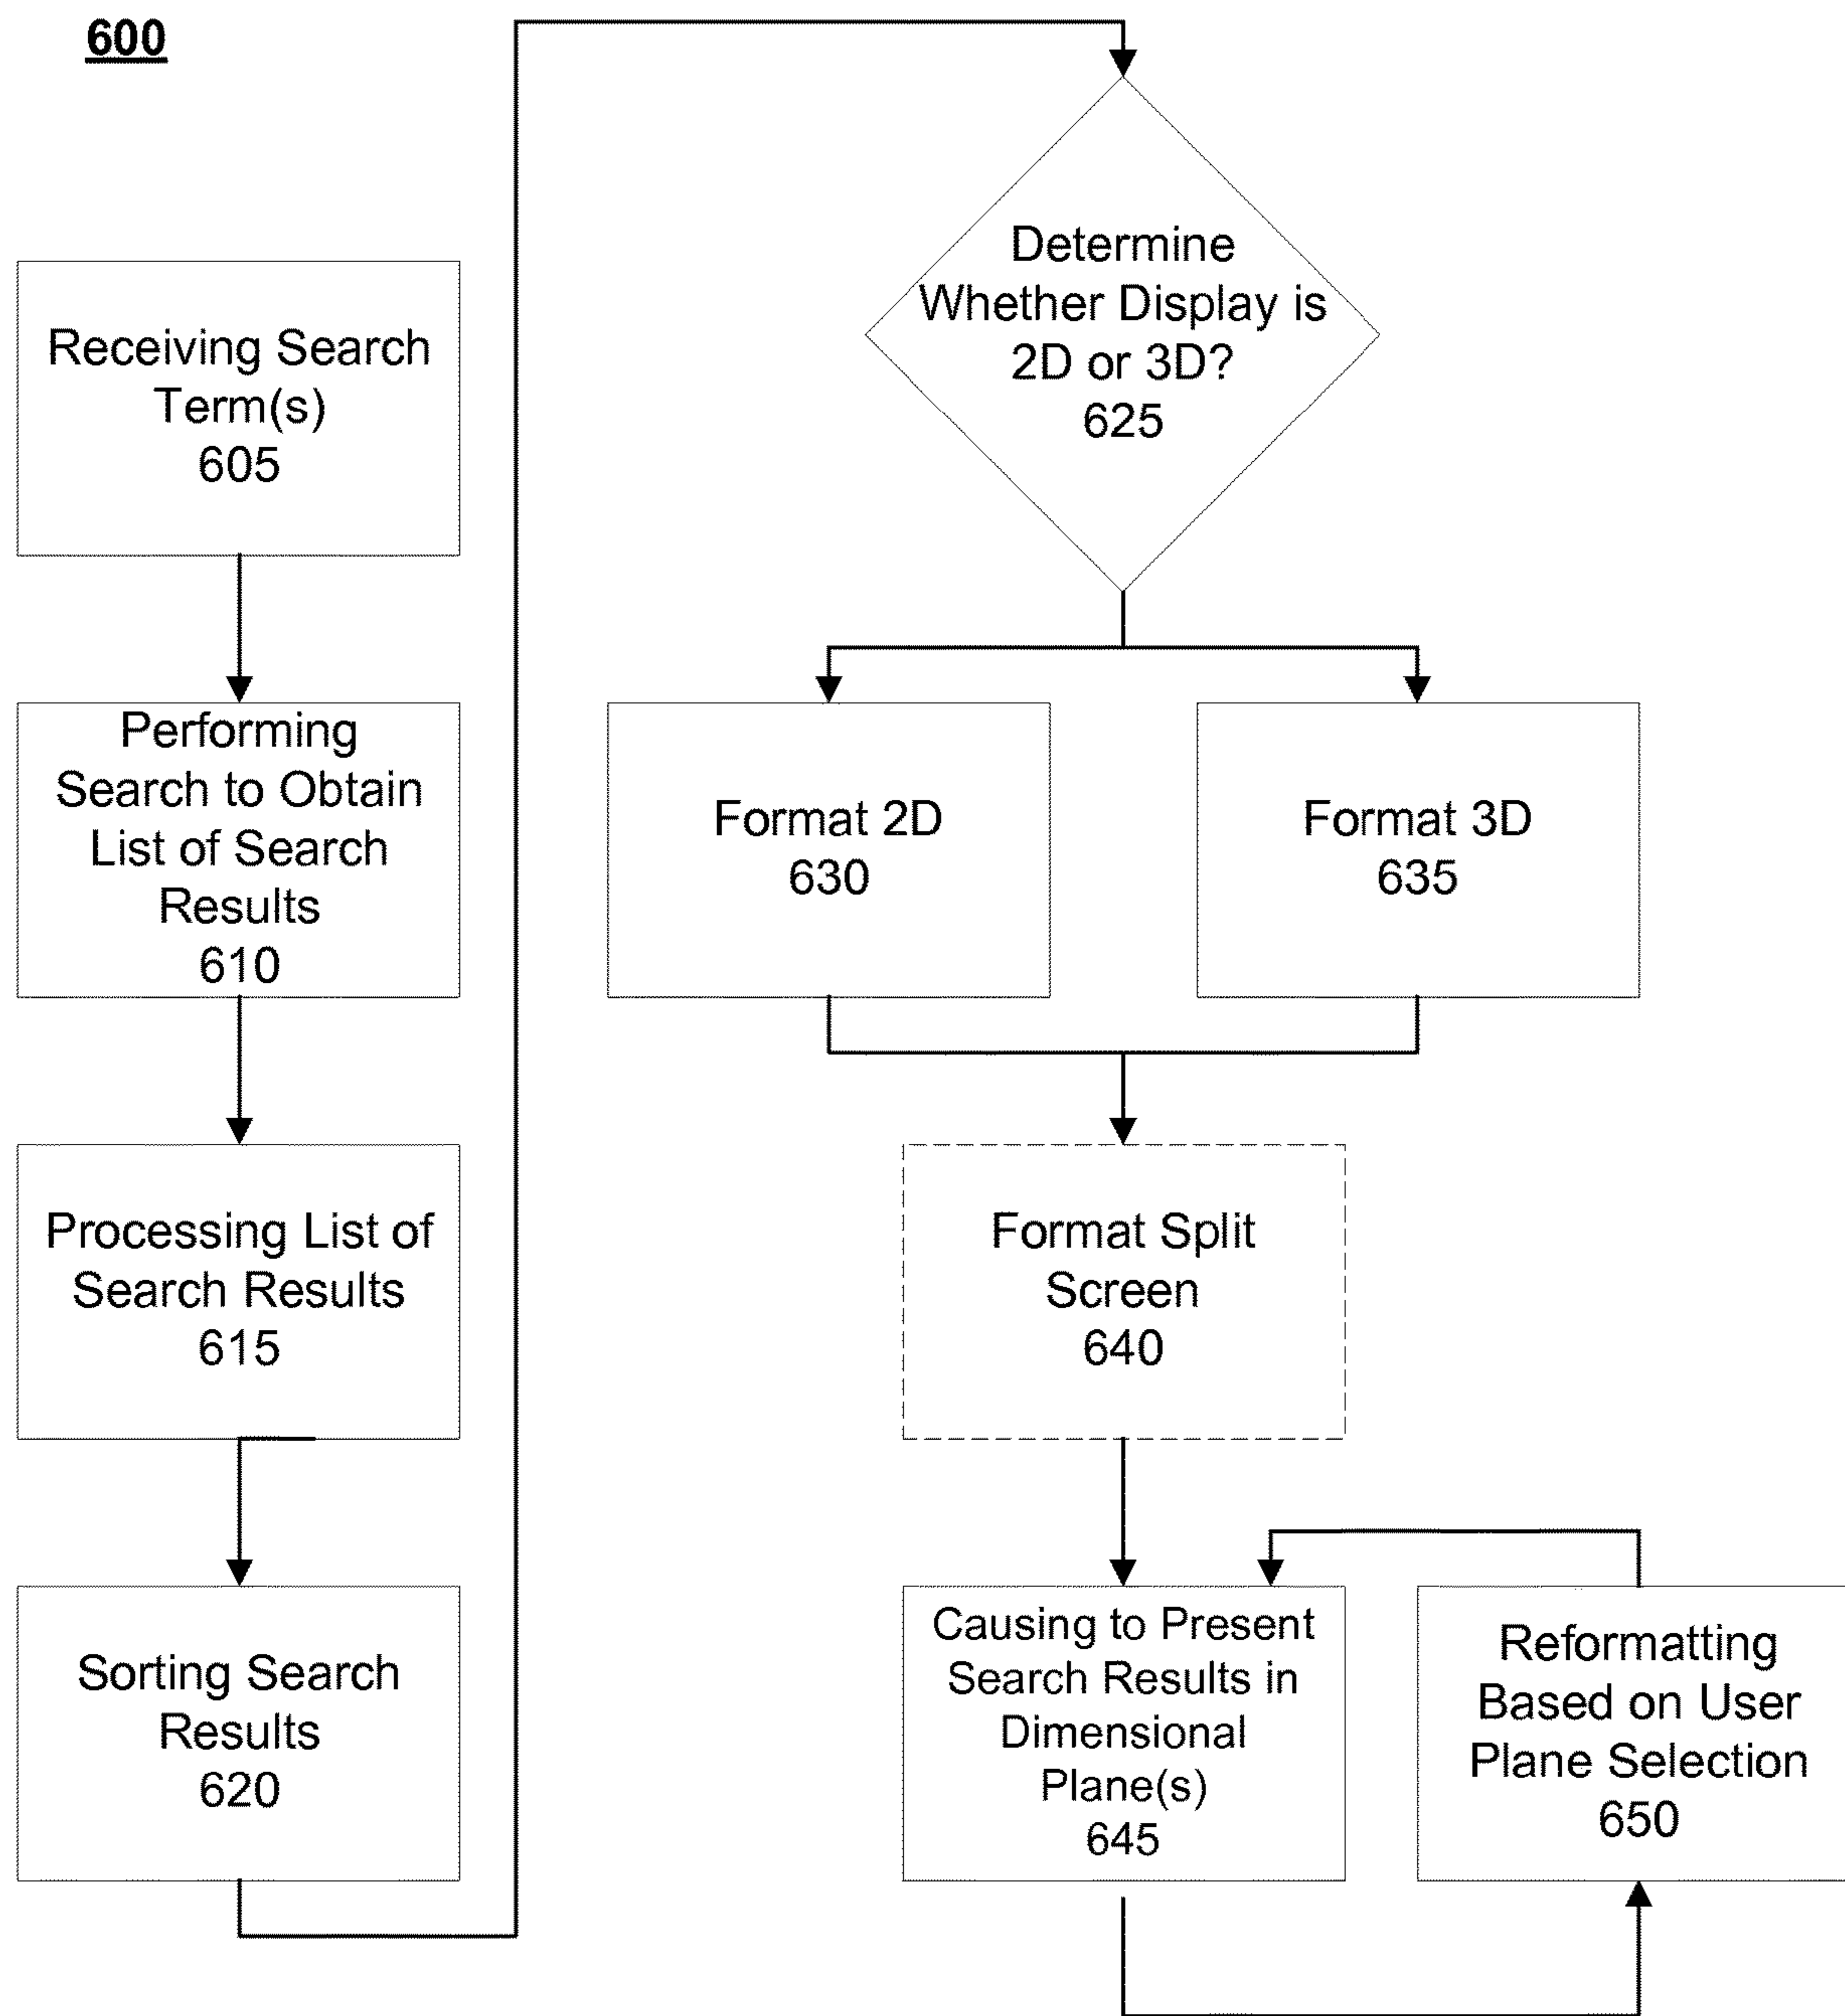 600
Receiving Search
Term(s)
605
Performing
Search to Obtain
List of Search
Results
610
Processing List of
Search Results
615
Sorting Search
Results
620
Determine
Whether Display is
2D or 3D?
625
Format 2D
630
Format 3D
635
Format Split
Screen
640
Causing to Present
Search Results in
Dimensional
Plane(s)
645
Reformatting
Based on User
Plane Selection
650